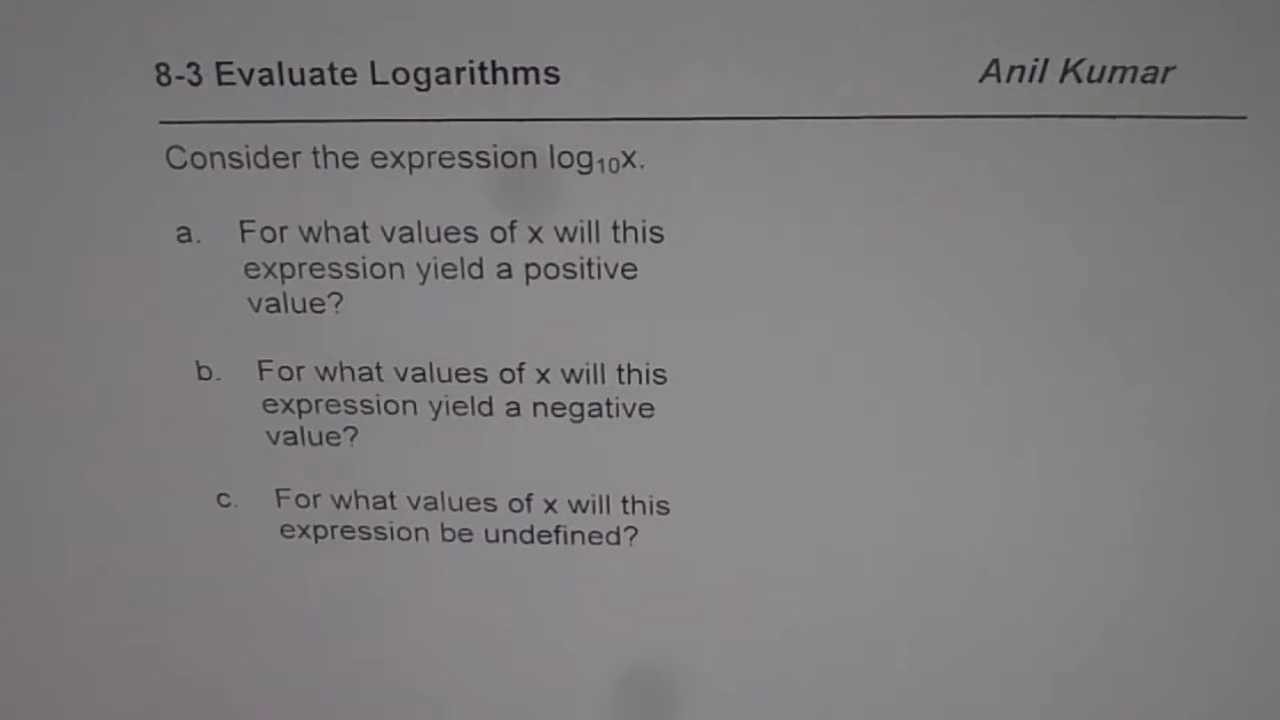 8-3 Evaluate Logarithms Anil Kumar
Consider the expression log₁₀x.
a. For what values of x will this
expression yield a positive
value?
b. For what values of x will this
expression yield a negative
value?
c. For what values of x will this
expression be undefined?